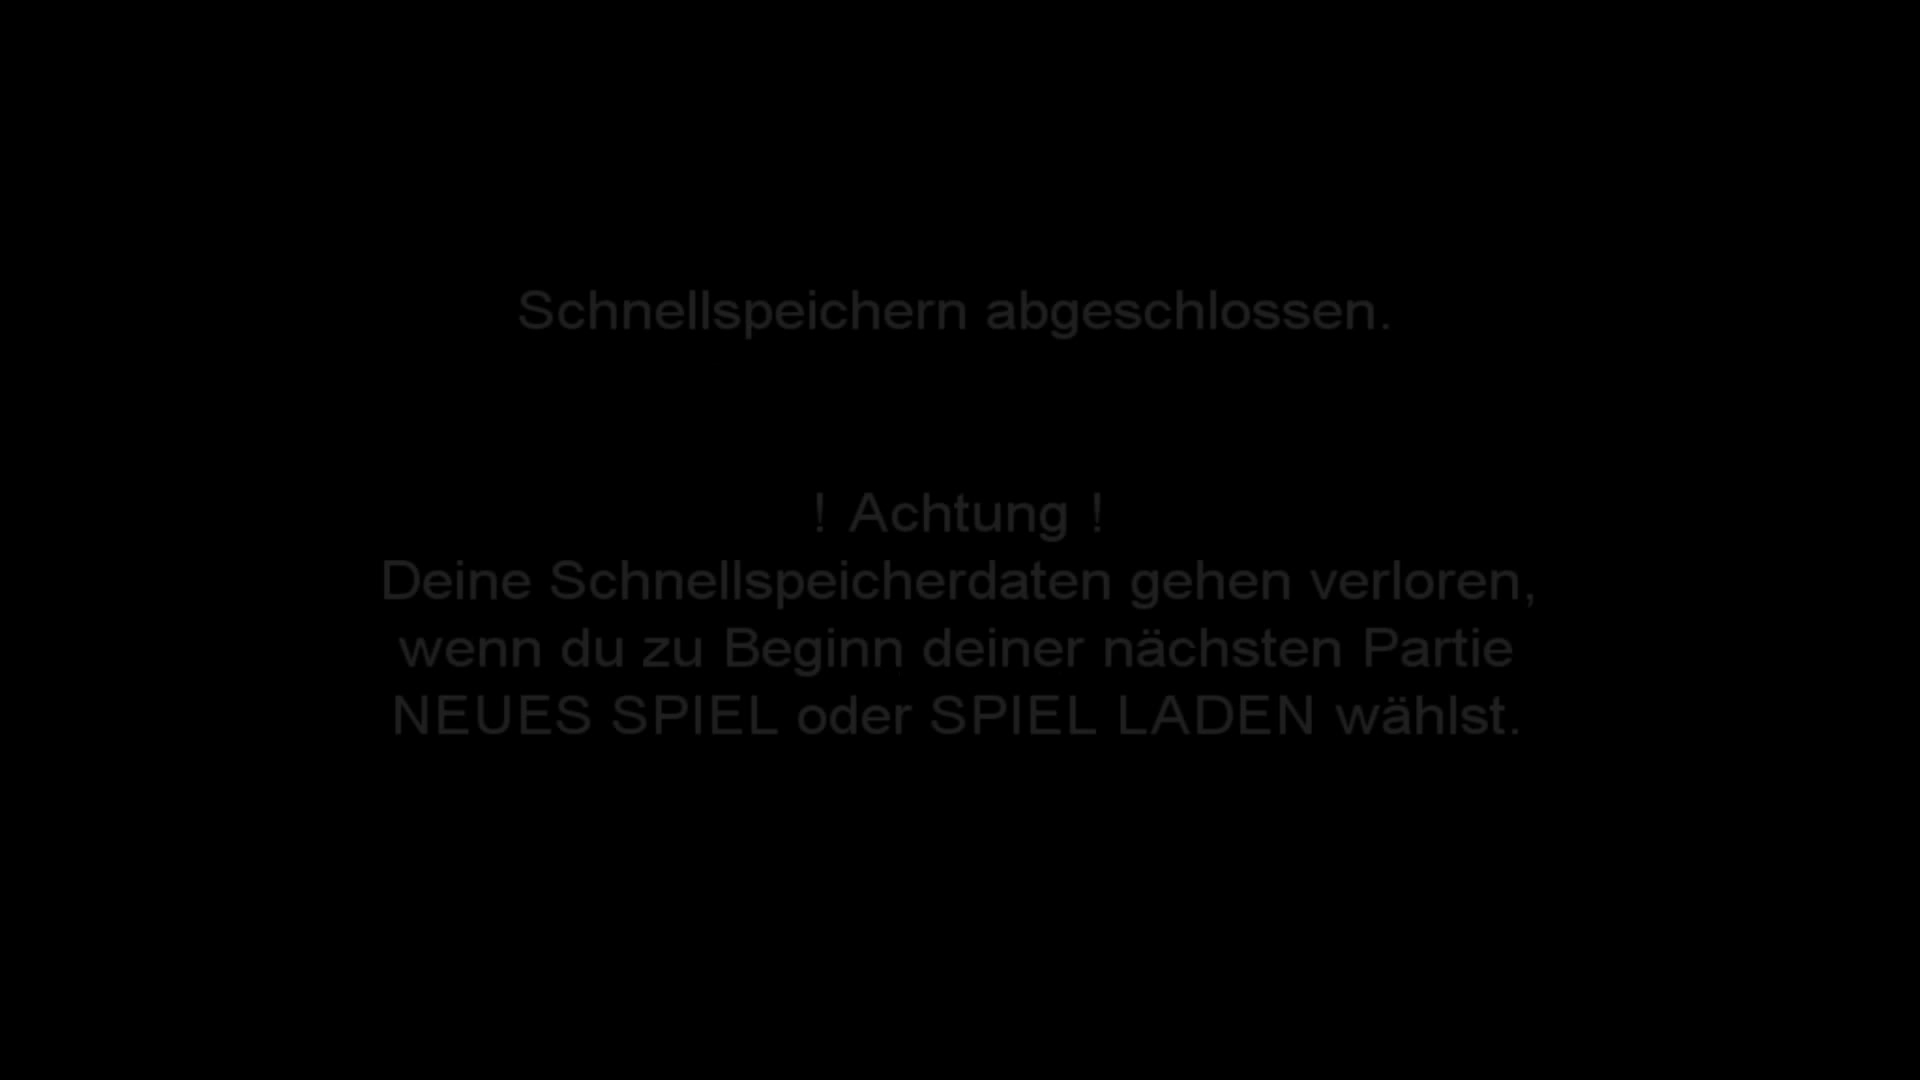 Schnellspeichern abgeschlossen.
! Achtung !
Deine Schnellspeicherdaten gehen verloren,
wenn du zu Beginn deiner nächsten Partie
NEUES SPIEL oder SPIEL LADEN wählst.